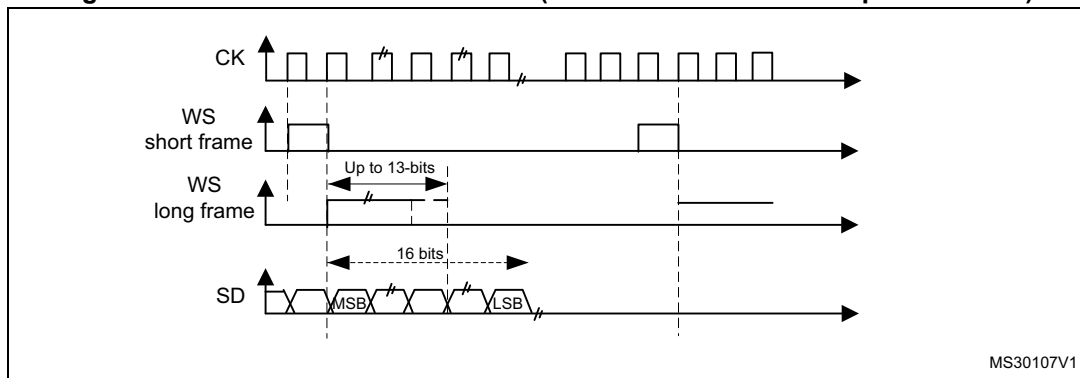 CK
WS
short frame
Up to 13-bits
WS
long frame
16 bits
SD
MSB
LSB
MS30107V1